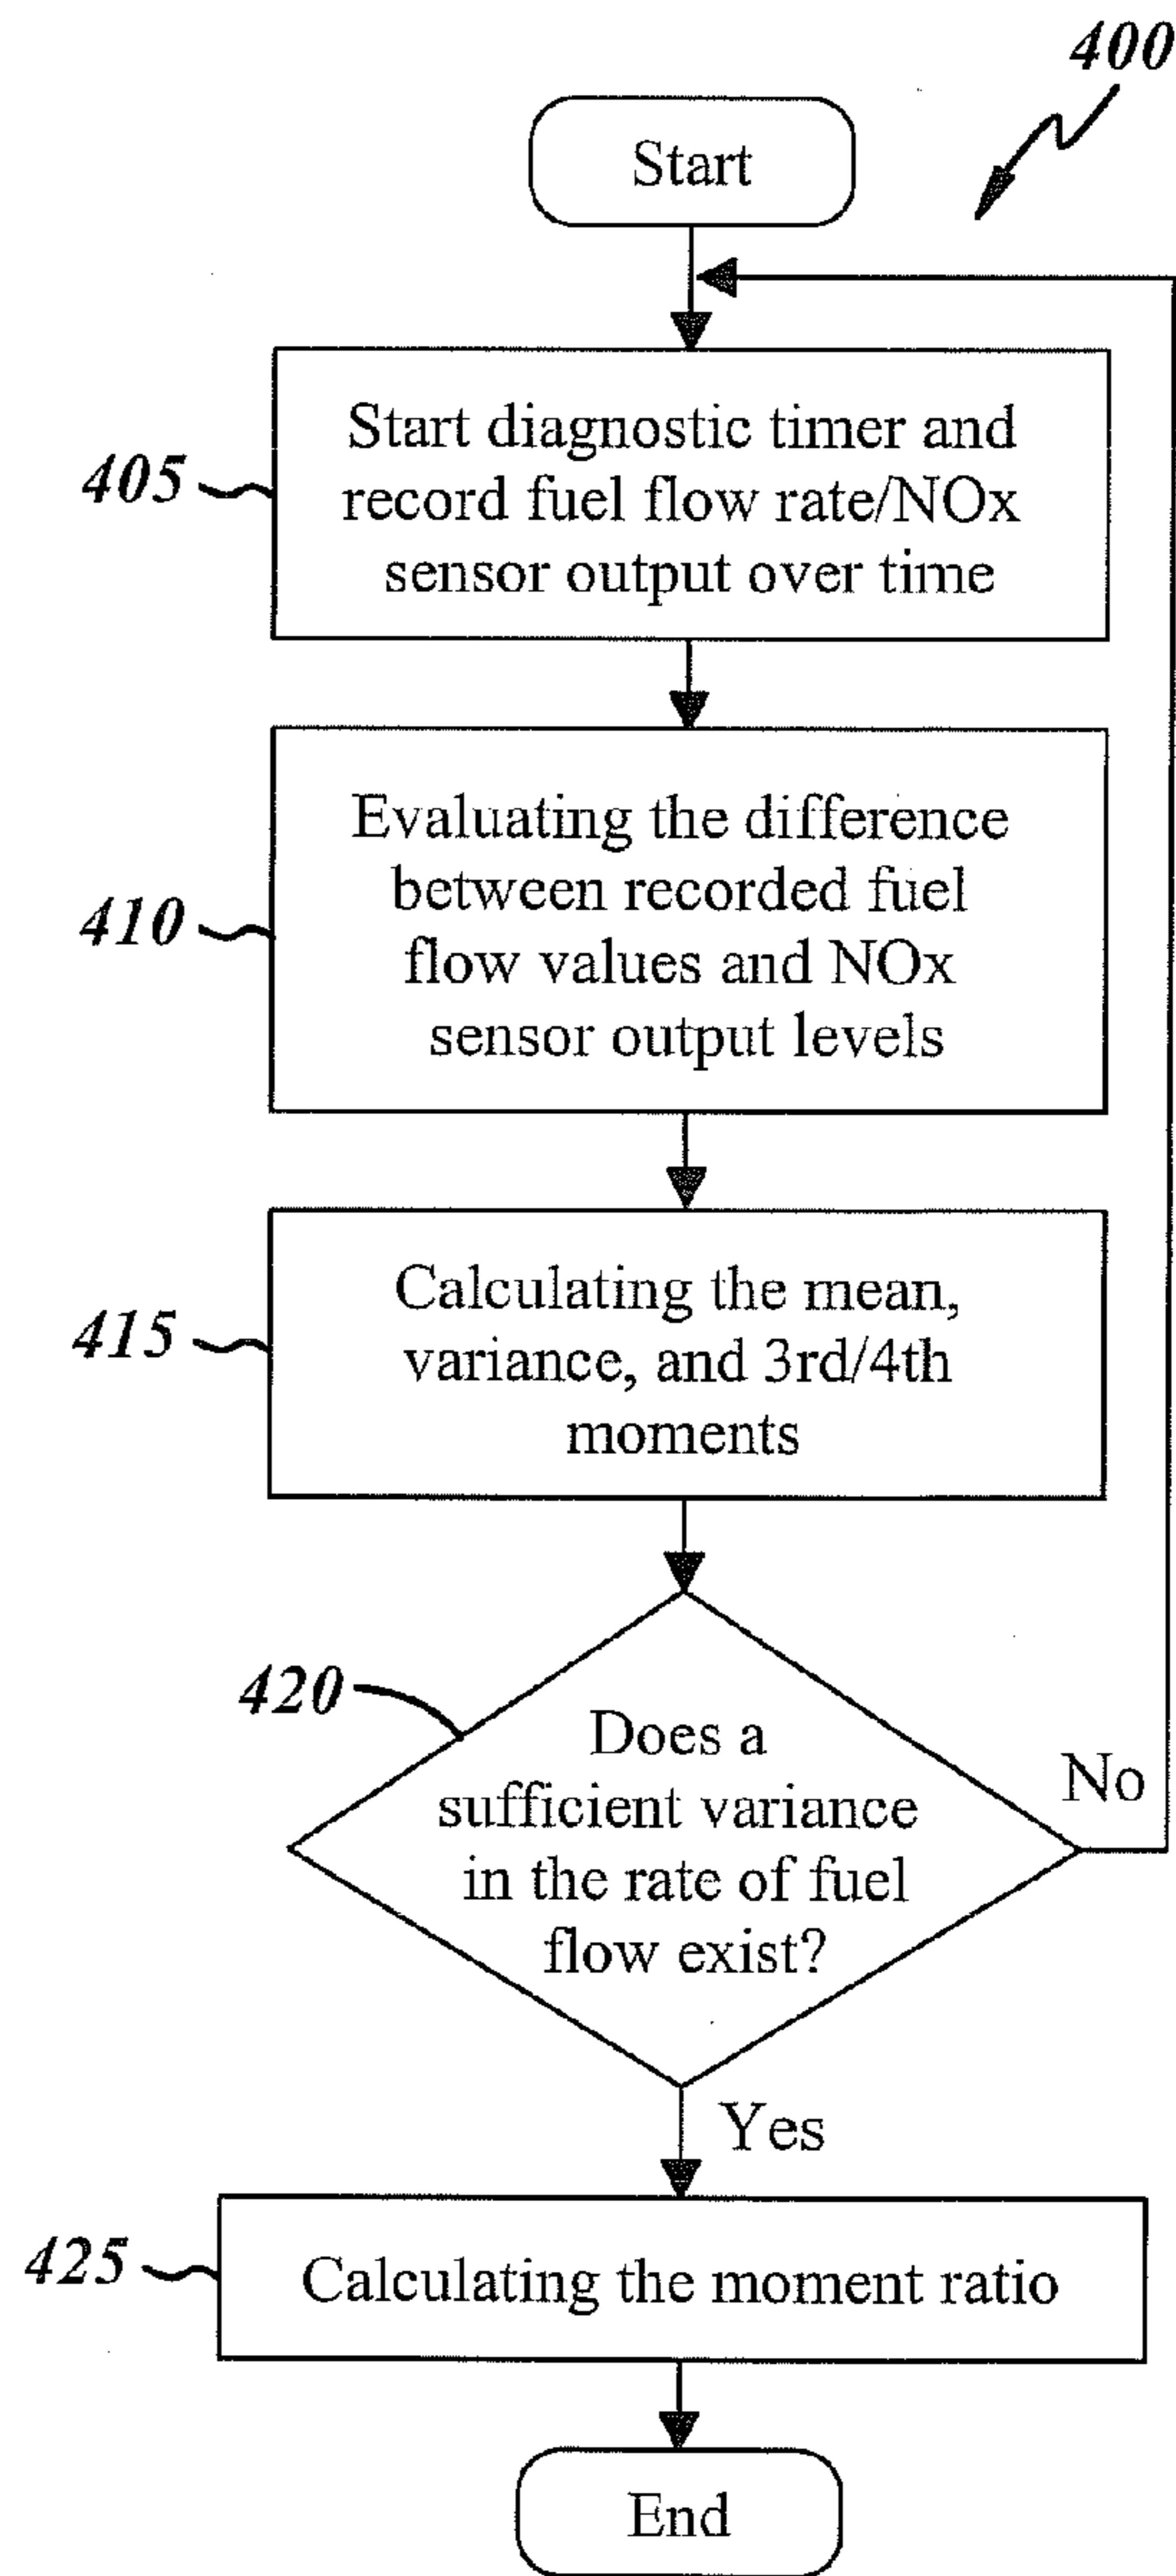 400
Start
405
Start diagnostic timer and
record fuel flow rate/NOx
sensor output over time
410
Evaluating the difference
between recorded fuel
flow values and NOx
sensor output levels
415
Calculating the mean,
variance, and 3rd/4th
moments
420
Does a
sufficient variance
in the rate of fuel
flow exist?
No
Yes
425
Calculating the moment ratio
End